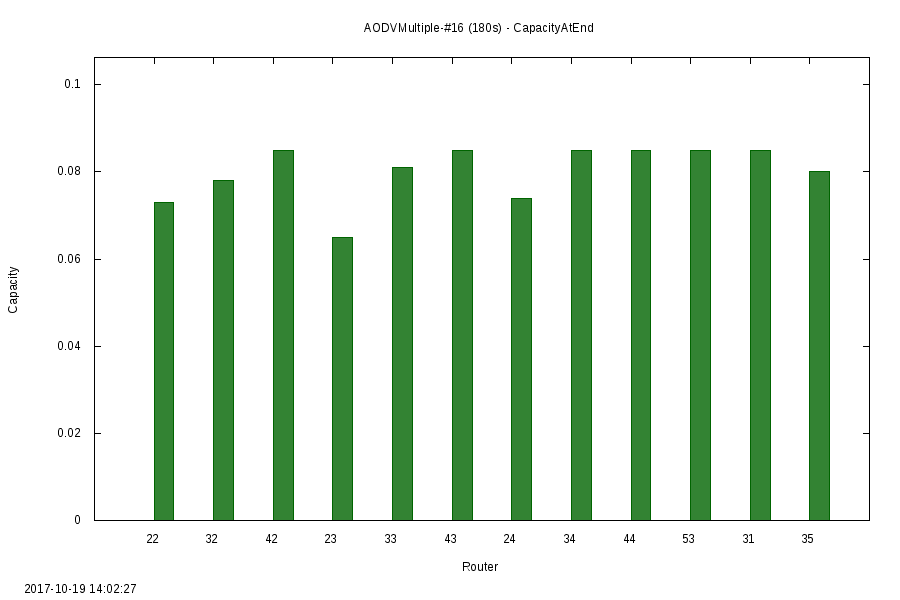 AODVMultiple-#16 (180s) - CapacityAtEnd
0.1
0.08
0.06
0.04
0.02
0
Capacity
22 32 42 23 33 43 24 34 44 53 31 35
Router
2017-10-19 14:02:27